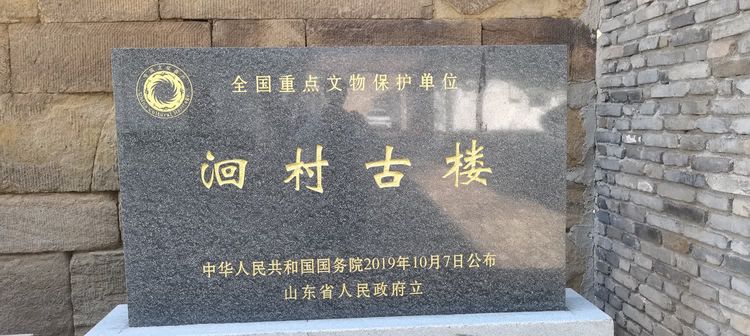 全国重点文物保护单位
洄村古楼
中华人民共和国国务院2019年10月7日公布
山东省人民政府立